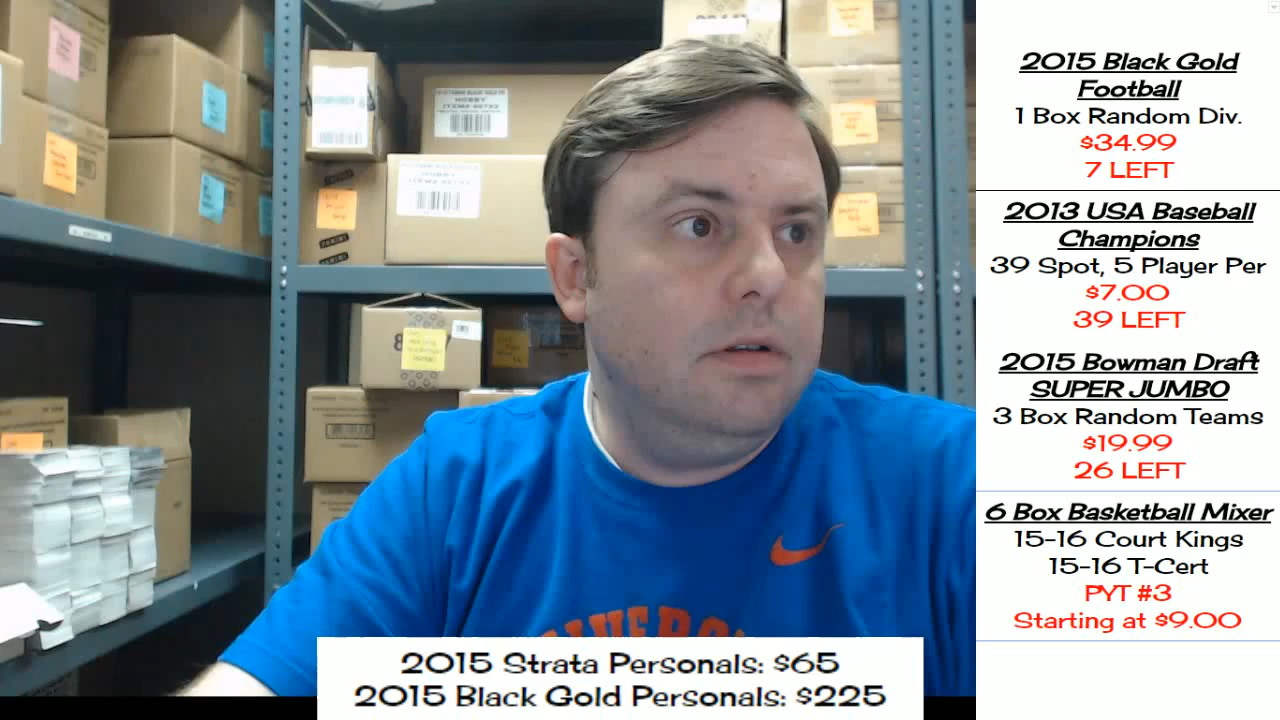 2015 Black Gold
Football
1 Box Random Div.
$34.99
7 LEFT
2013 USA Baseball
Champions
39 Spot, 5 Player Per
$7.00
39 LEFT
2015 Bowman Draft
SUPER JUMBO
3 Box Random Teams
$19.99
26 LEFT
6 Box Basketball Mixer
15-16 Court Kings
15-16 T-Cert
PYT #3
Starting at $9.00
HOBBY
PANINI
2015 Strata Personals: $65
2015 Black Gold Personals: $225